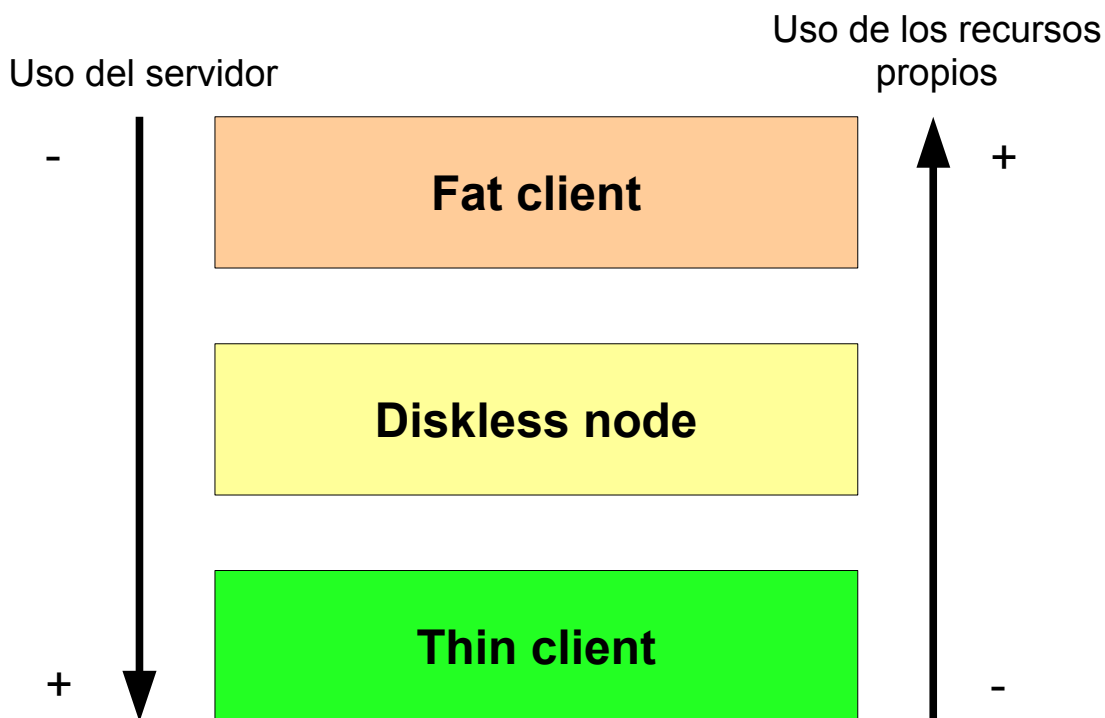 Uso del servidor
Uso de los recursos
propios
-
+
Fat client
Diskless node
Thin client
+
-